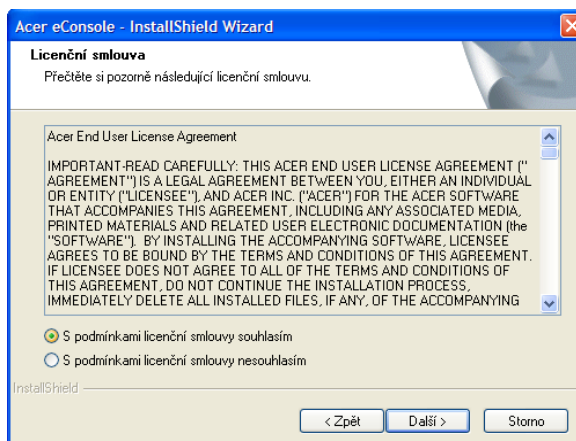 Acer eConsole - InstallShield Wizard
Licenční smlouva
Přečtěte si pozorně následující licenční smlouvu.
Acer End User License Agreement
IMPORTANT-READ CAREFULLY: THIS ACER END USER LICENSE AGREEMENT ("
AGREEMENT") IS A LEGAL AGREEMENT BETWEEN YOU, EITHER AN INDIVIDUAL
OR ENTITY ("LICENSEE"), AND ACER INC. ("ACER") FOR THE ACER SOFTWARE
THAT ACCOMPANIES THIS AGREEMENT, INCLUDING ANY ASSOCIATED MEDIA,
PRINTED MATERIALS AND RELATED USER ELECTRONIC DOCUMENTATION (the
"SOFTWARE"). BY INSTALLING THE ACCOMPANYING SOFTWARE, LICENSEE
AGREES TO BE BOUND BY THE TERMS AND CONDITIONS OF THIS AGREEMENT.
IF LICENSEE DOES NOT AGREE TO ALL OF THE TERMS AND CONDITIONS OF
THIS AGREEMENT, DO NOT CONTINUE THE INSTALLATION PROCESS,
IMMEDIATELY DELETE ALL INSTALLED FILES, IF ANY, OF THE ACCOMPANYING
S podmínkami licenční smlouvy souhlasím
S podmínkami licenční smlouvy nesouhlasím
InstallShield
< Zpět
Další >
Storno